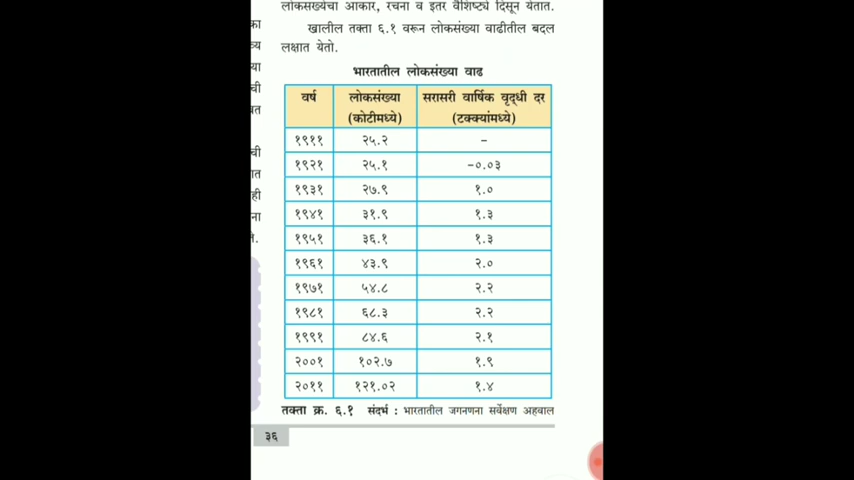 लोकसंख्येचा आकार, रचना व इतर वैशिष्ट्ये दिसून येतात.
खालील तक्ता ६.१ वरून लोकसंख्या वाढीतील बदल
लक्षात येतो.
भारतातील लोकसंख्या वाढ
वर्ष लोकसंख्या (कोटीमध्ये) सरासरी वार्षिक वृद्धी दर (टक्क्यांमध्ये)
१९११ २५.२ –
१९२१ २५.१ –०.०३
१९३१ २७.९ १.०
१९४१ ३१.९ १.३
१९५१ ३६.१ १.३
१९६१ ४३.९ २.०
१९७१ ५४.८ २.२
१९८१ ६८.३ २.२
१९९१ ८४.६ २.१
२००१ १०२.७ १.९
२०११ १२१.०२ १.४
तक्ता क्र. ६.१ संदर्भ : भारतातील जगनणना सर्वेक्षण अहवाल
३६